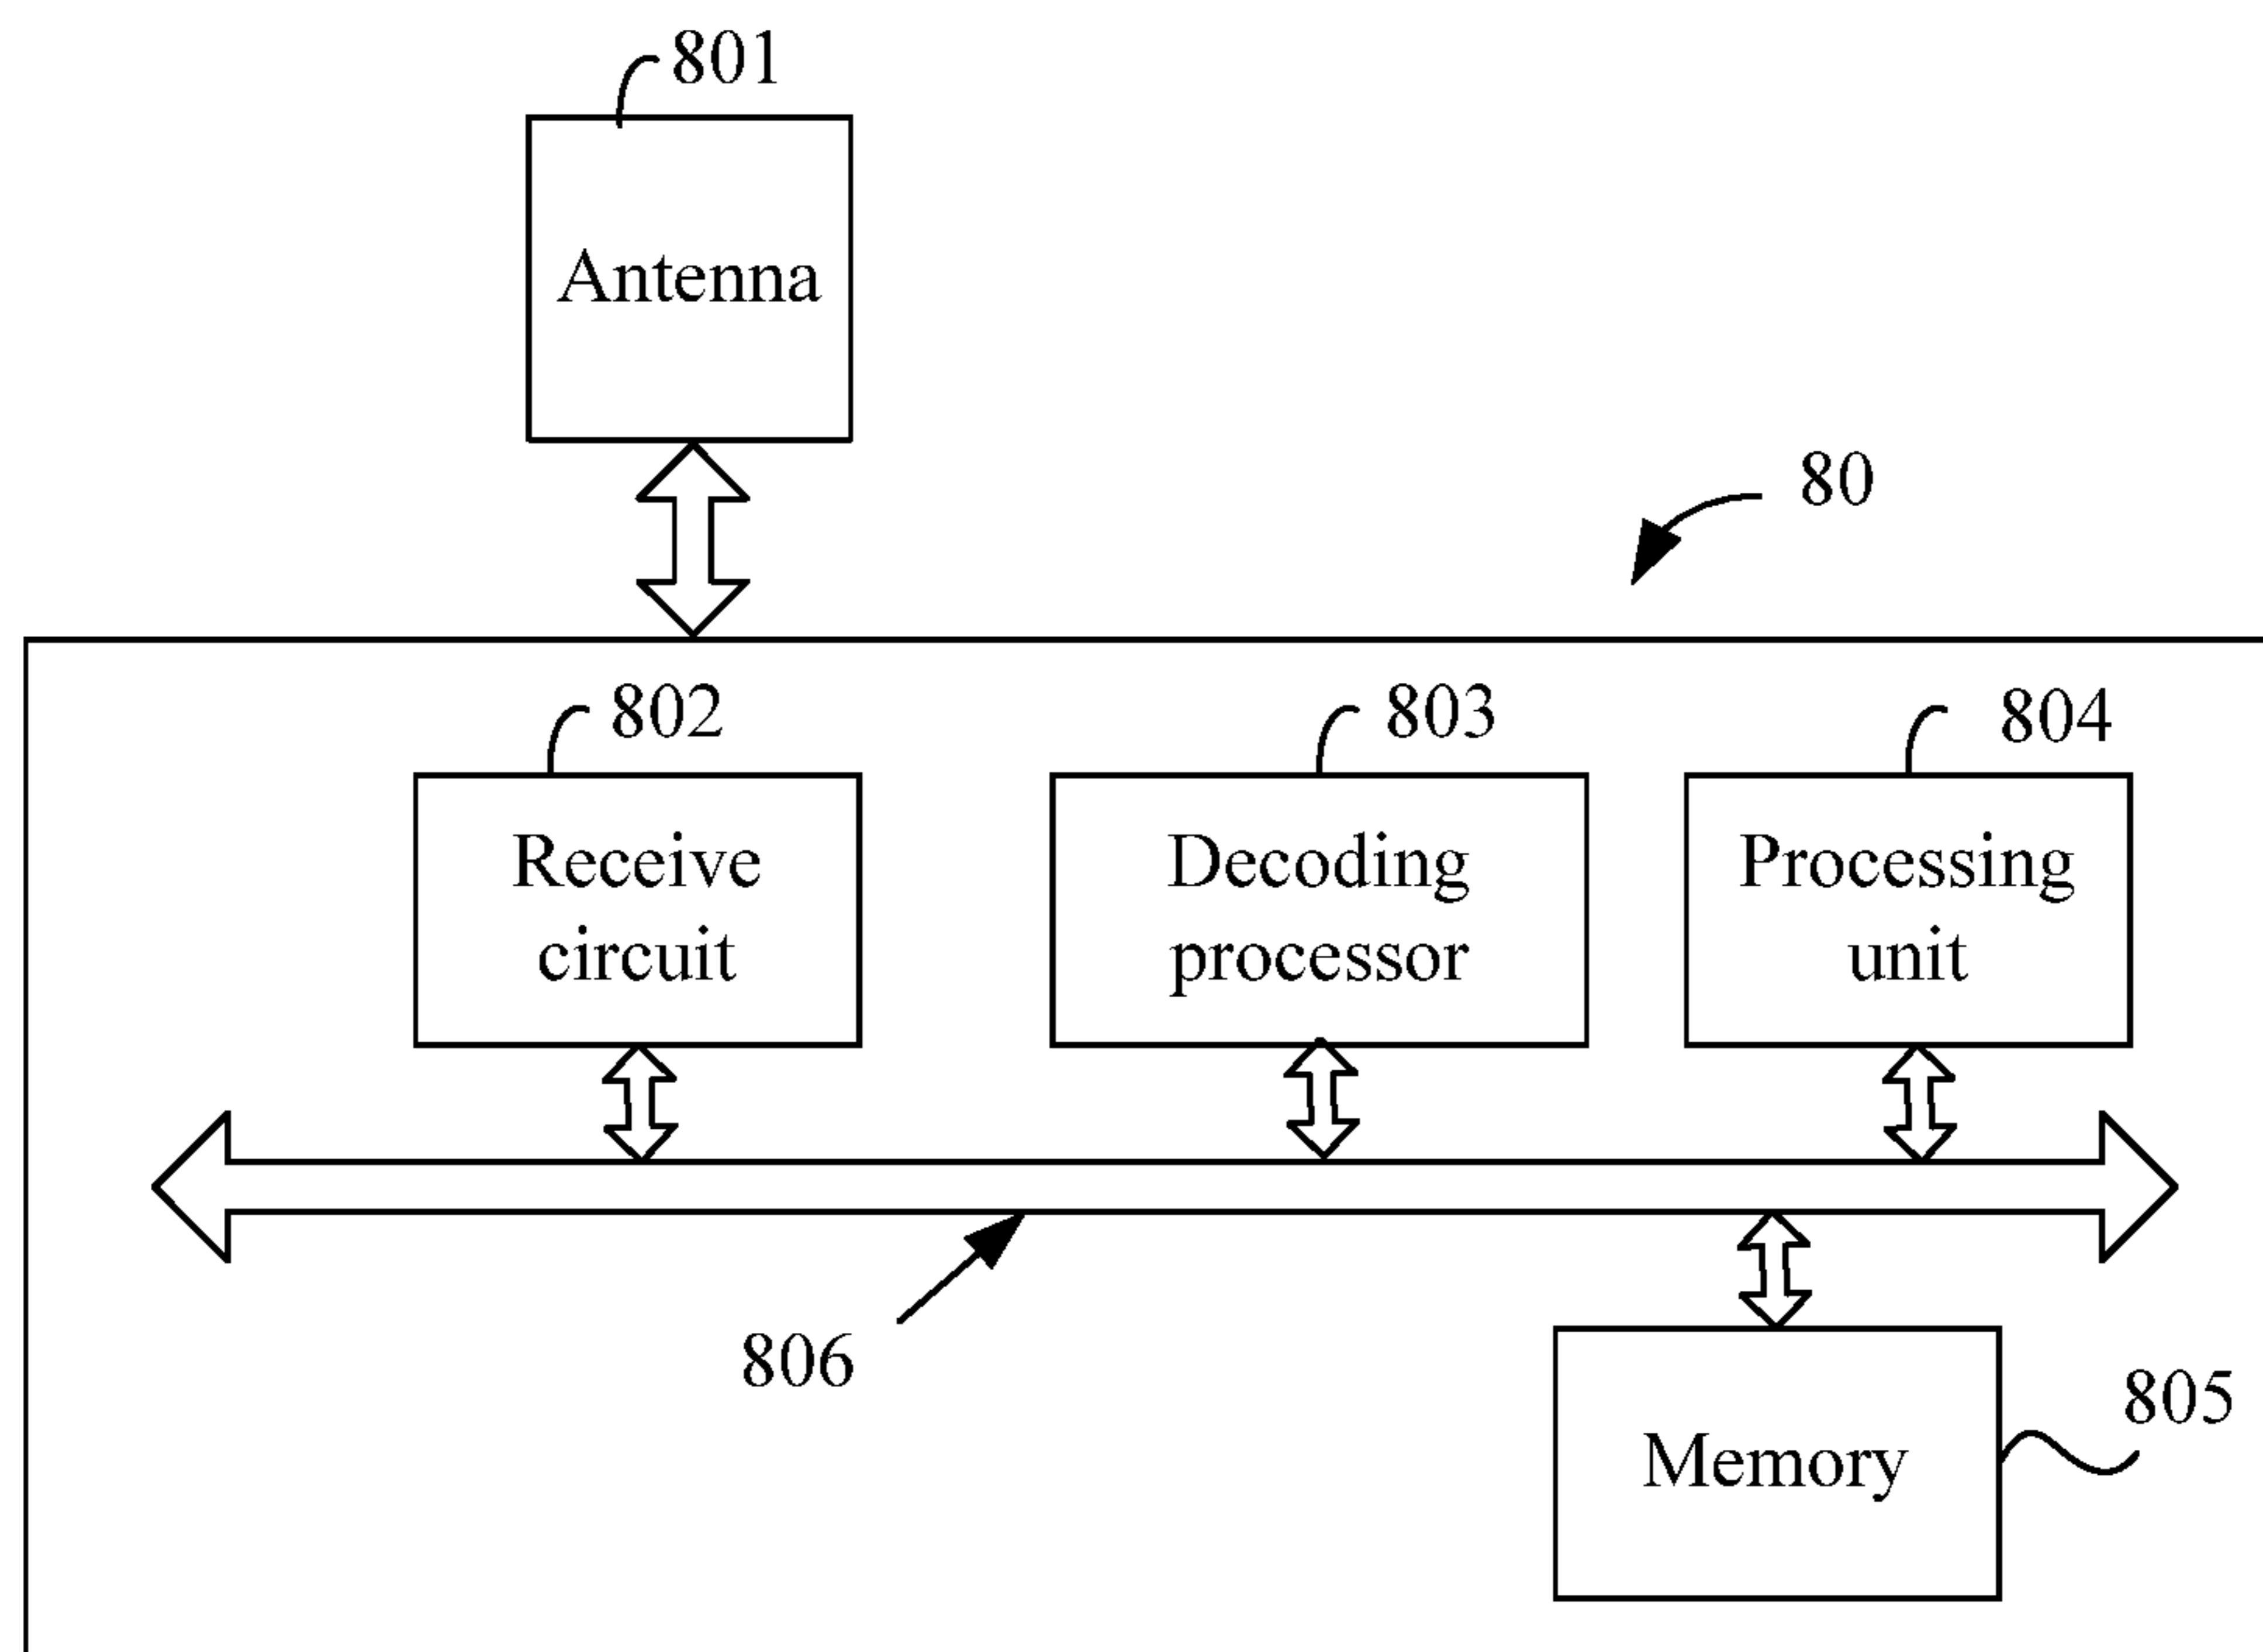 801
Antenna
80
802
803
804
Receive
circuit
Decoding
processor
Processing
unit
806
805
Memory